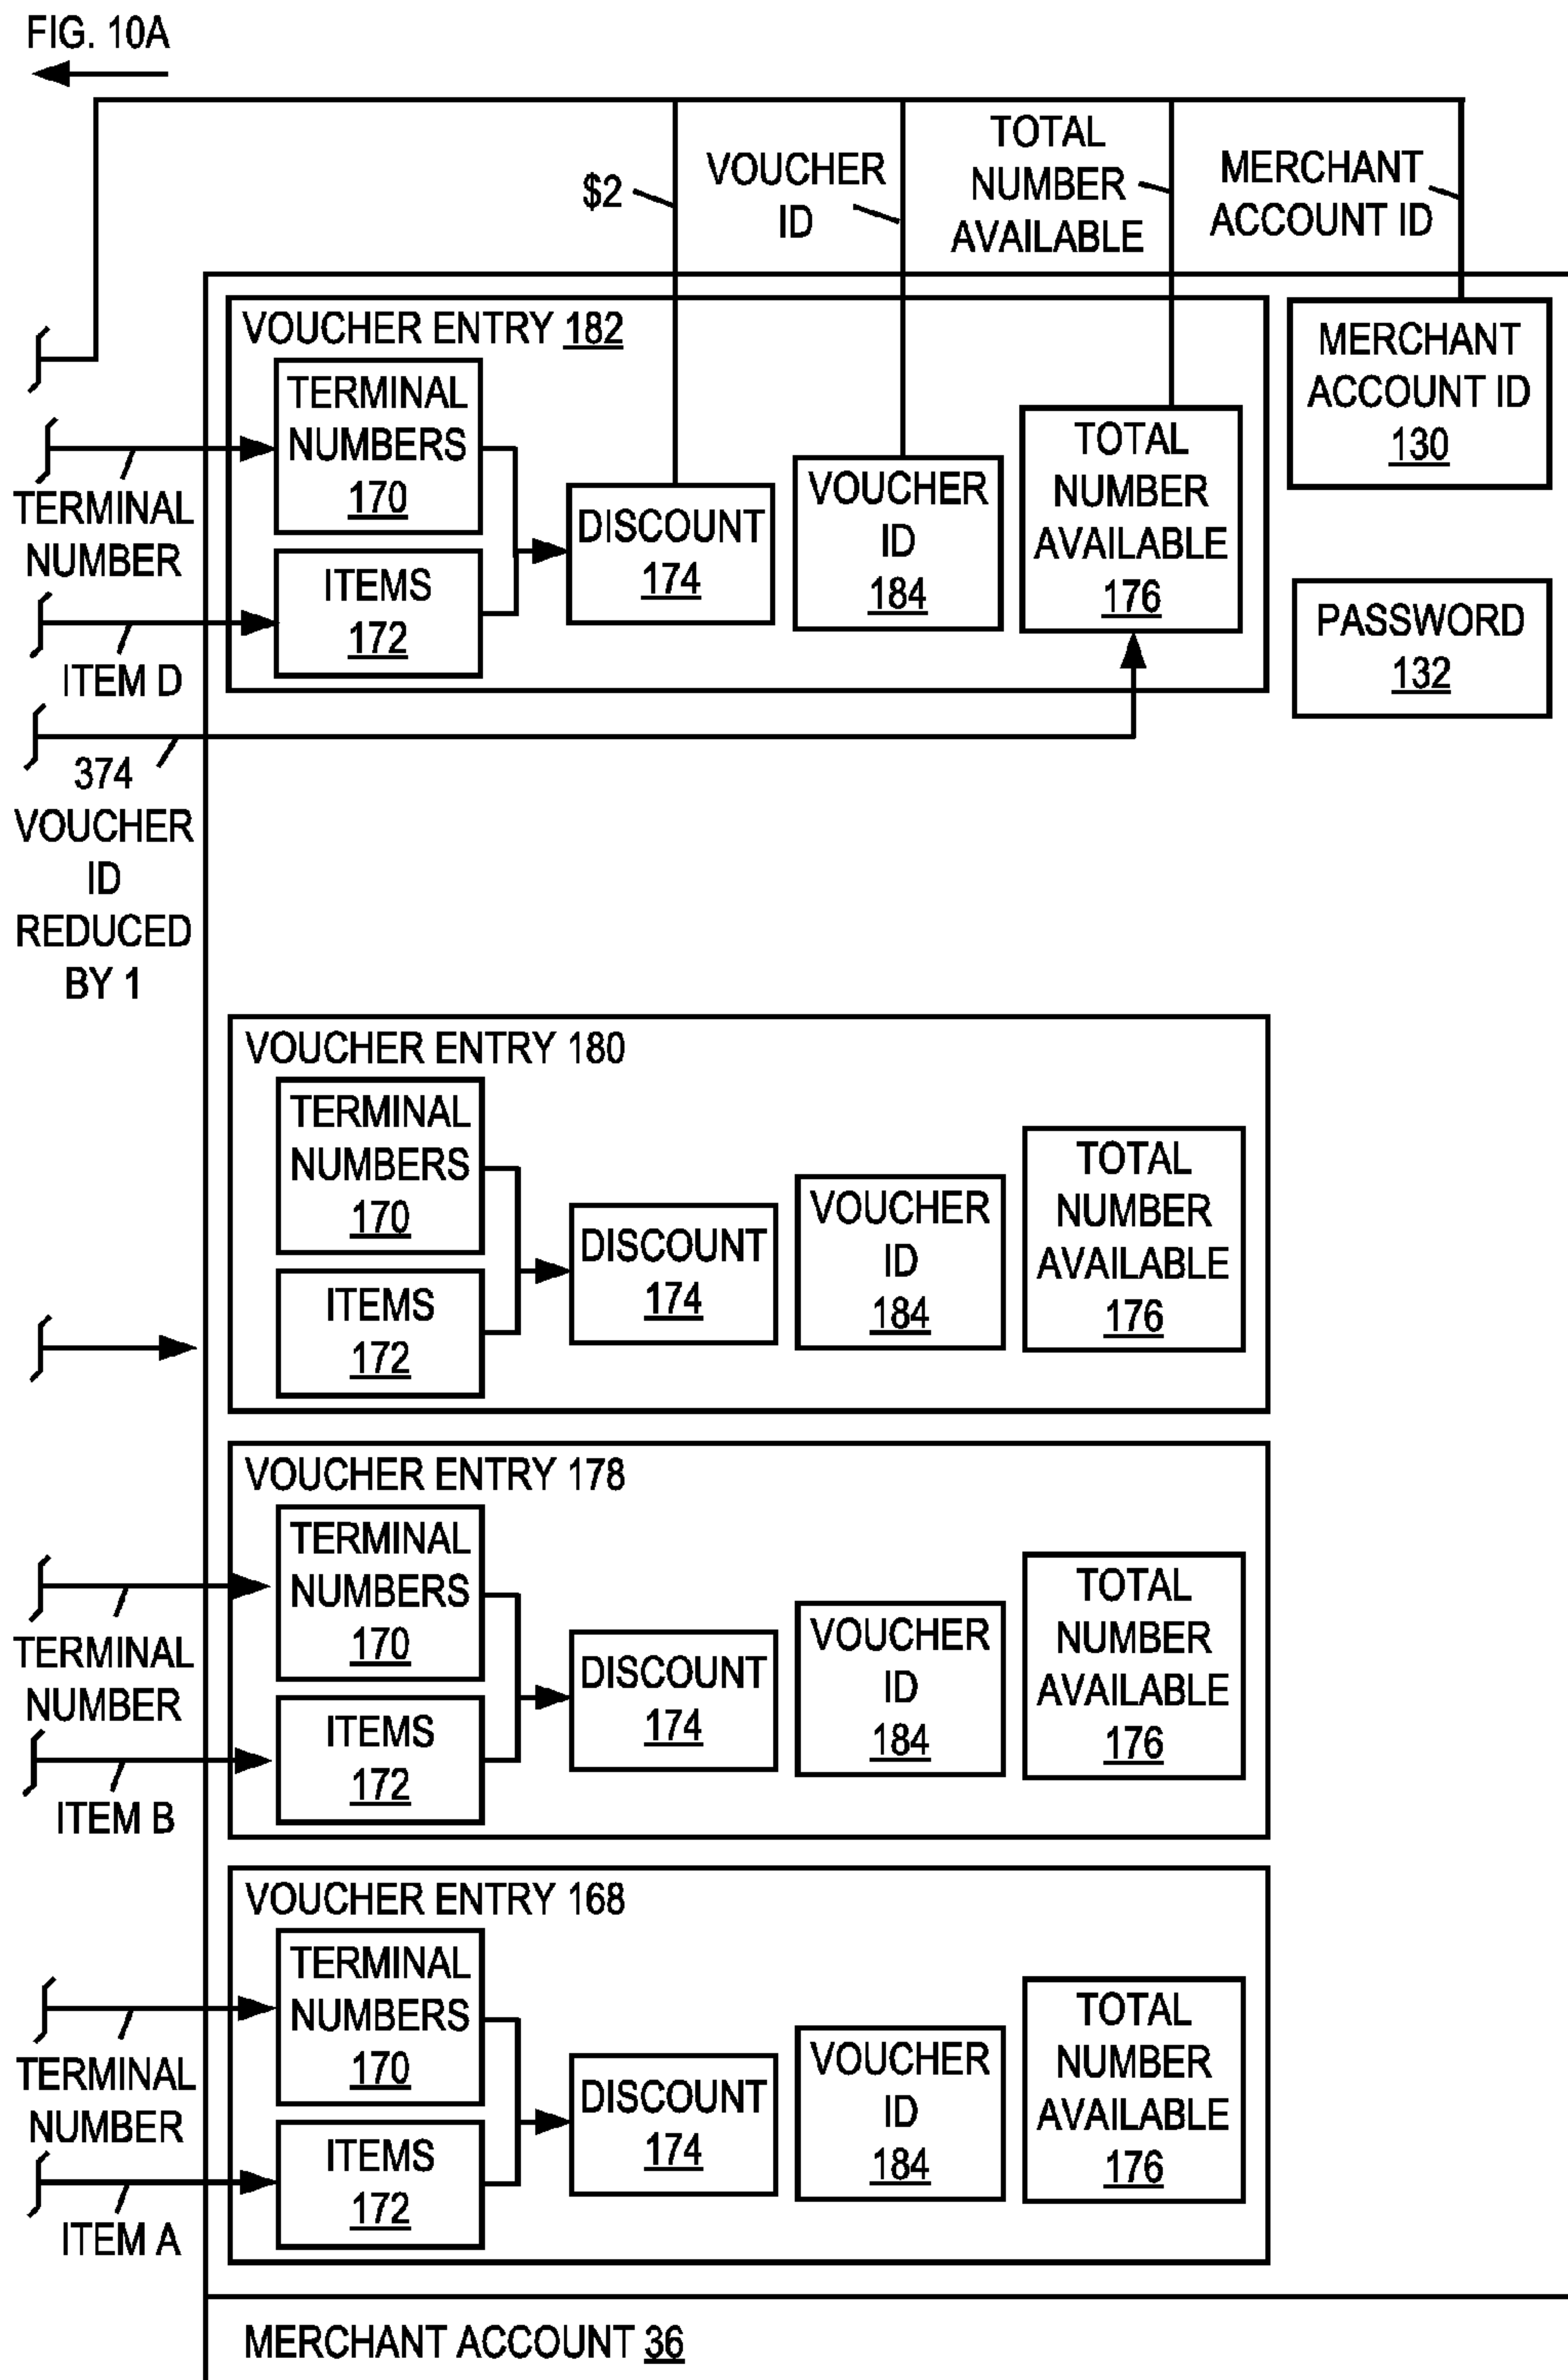 FIG. 10A
$2
VOUCHER
ID
TOTAL
NUMBER
AVAILABLE
MERCHANT
ACCOUNT ID
VOUCHER ENTRY 182
TERMINAL
NUMBERS
170
ITEMS
172
DISCOUNT
174
VOUCHER
ID
184
TOTAL
NUMBER
AVAILABLE
176
MERCHANT
ACCOUNT ID
130
PASSWORD
132
TERMINAL
NUMBER
ITEM D
374
VOUCHER
ID
REDUCED
BY 1
VOUCHER ENTRY 180
TERMINAL
NUMBERS
170
ITEMS
172
DISCOUNT
174
VOUCHER
ID
184
TOTAL
NUMBER
AVAILABLE
176
VOUCHER ENTRY 178
TERMINAL
NUMBERS
170
ITEMS
172
DISCOUNT
174
VOUCHER
ID
184
TOTAL
NUMBER
AVAILABLE
176
TERMINAL
NUMBER
ITEM B
VOUCHER ENTRY 168
TERMINAL
NUMBERS
170
ITEMS
172
DISCOUNT
174
VOUCHER
ID
184
TOTAL
NUMBER
AVAILABLE
176
TERMINAL
NUMBER
ITEM A
MERCHANT ACCOUNT 36